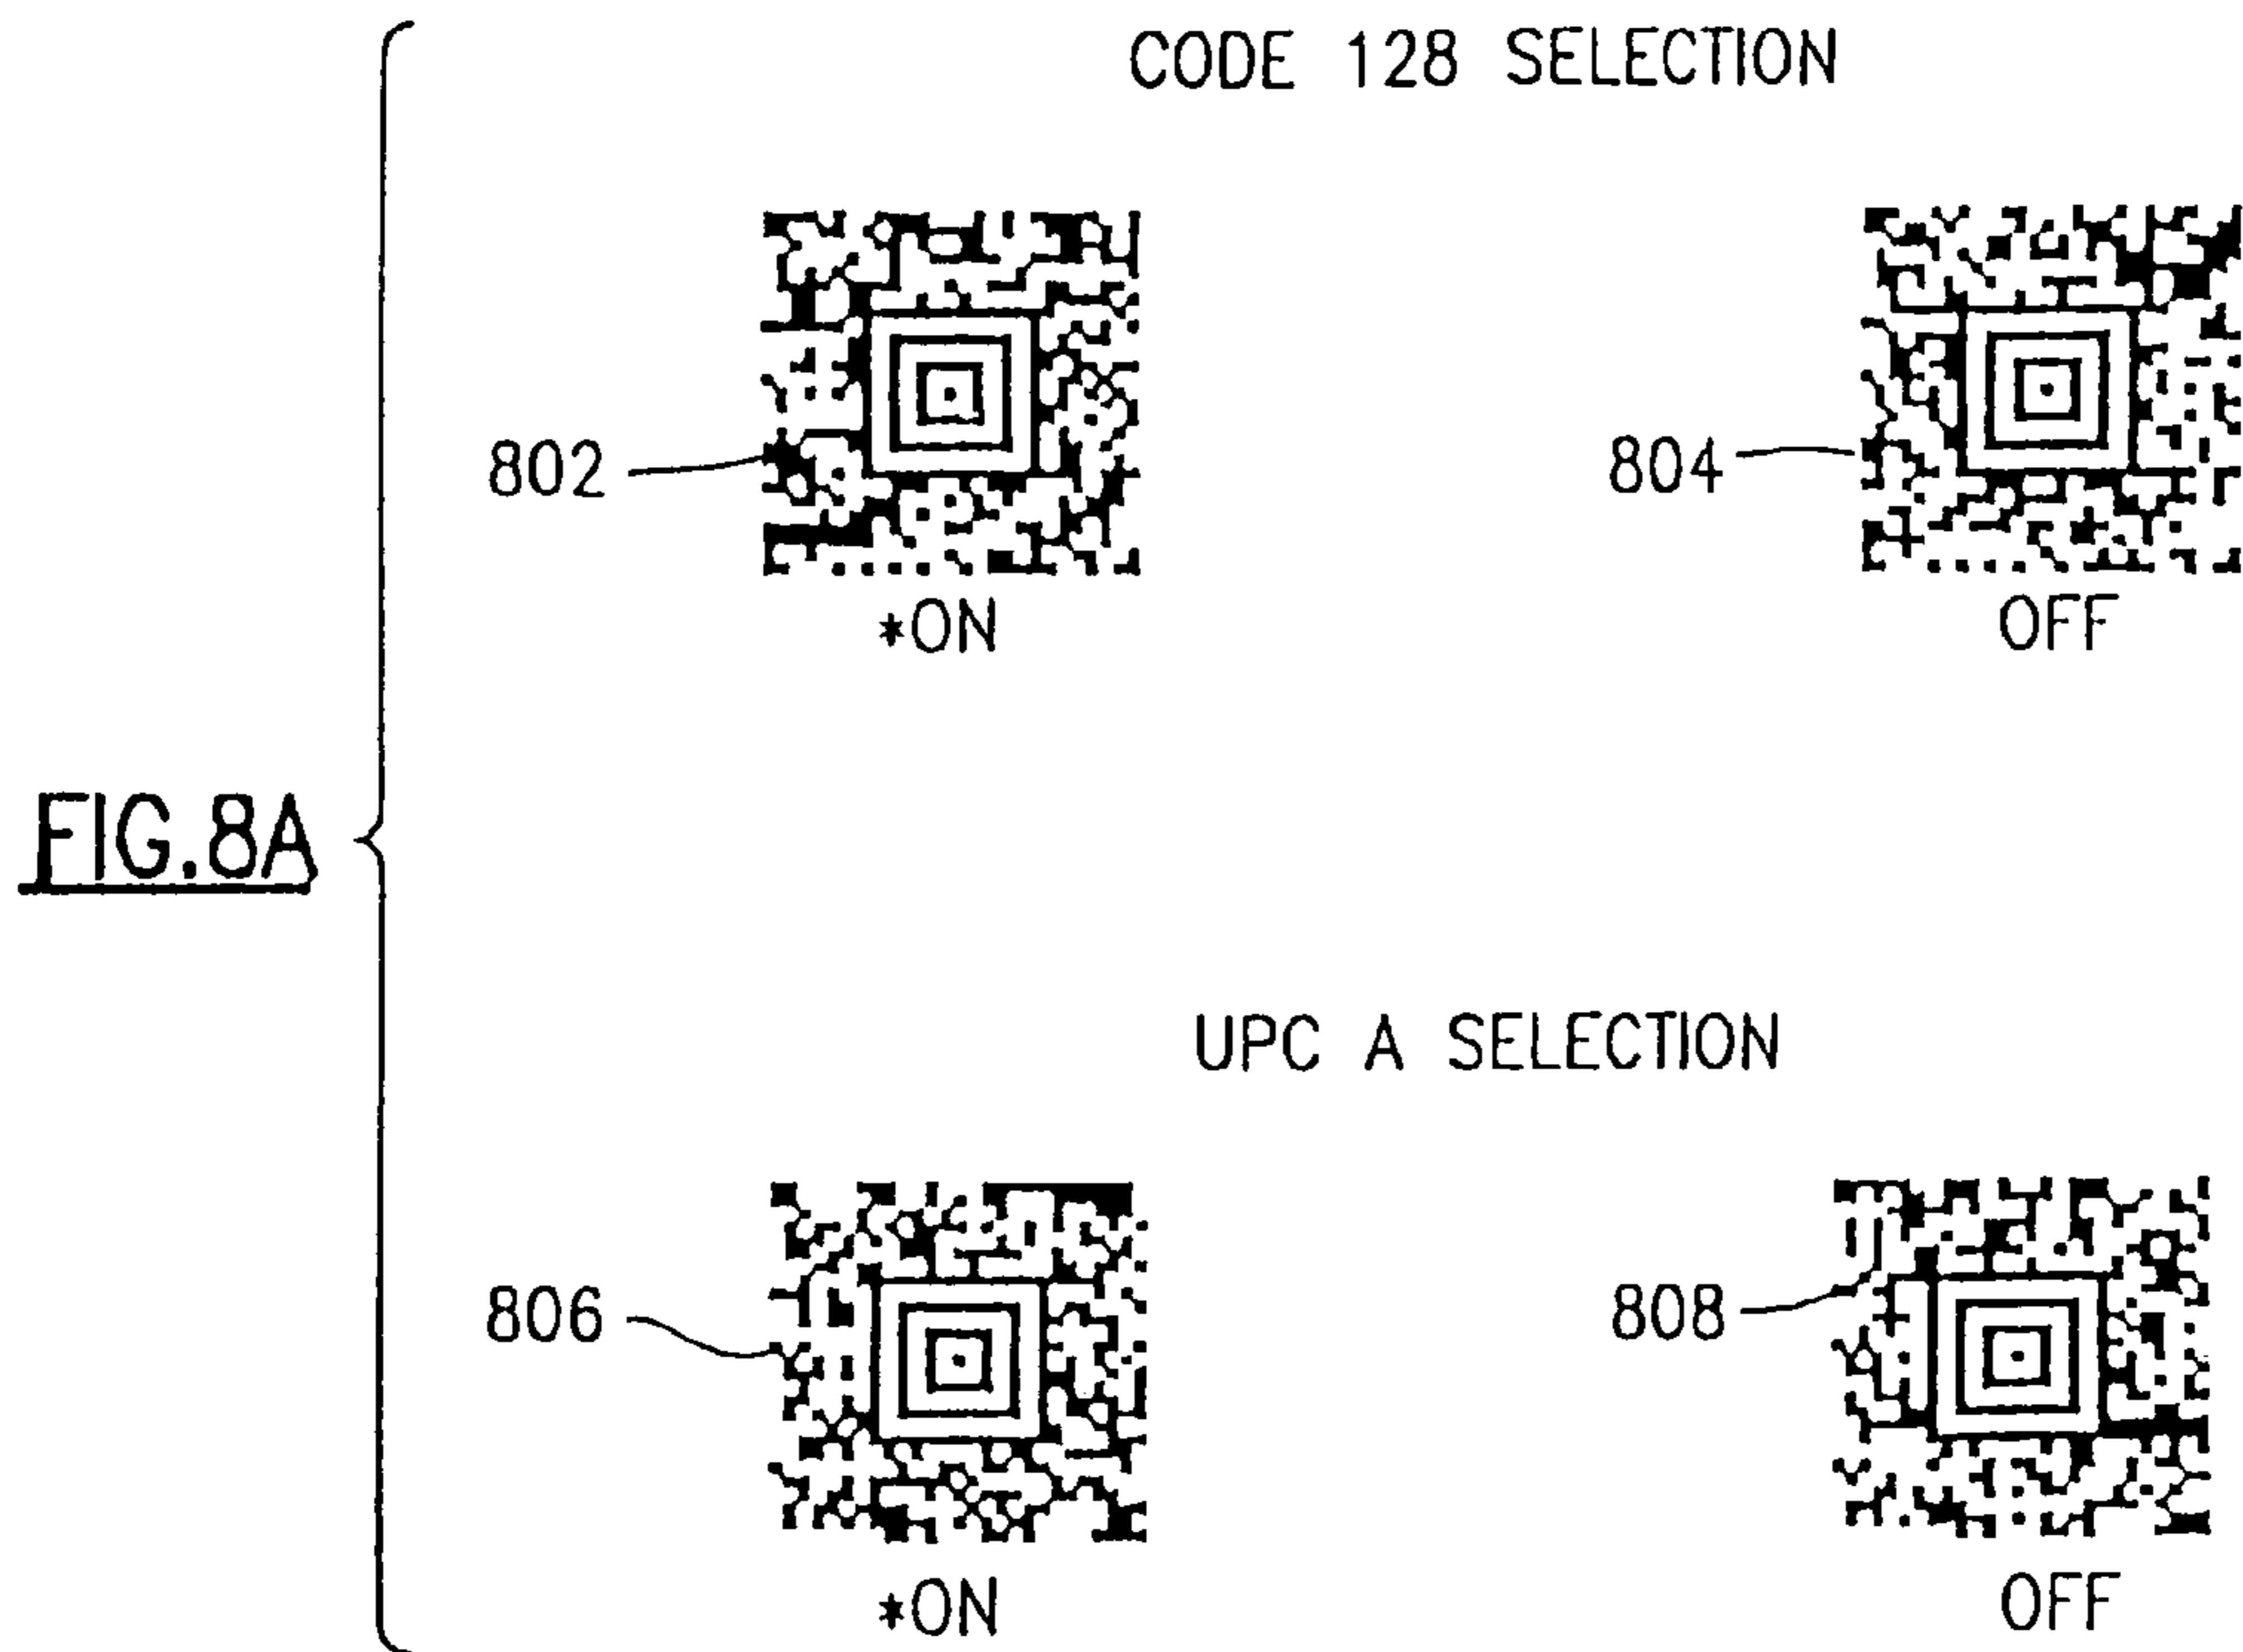 CODE 128 SELECTION
802
804
*ON
OFF
FIG.8A
UPC A SELECTION
806
808
*ON
OFF